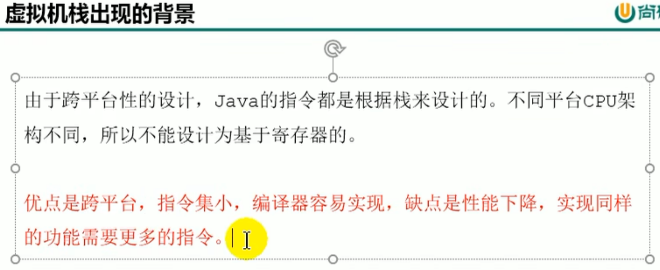 虚拟机栈出现的背景
尚
由于跨平台性的设计，Java的指令都是根据栈来设计的。不同平台CPU架
构不同，所以不能设计为基于寄存器的。
优点是跨平台，指令集小，编译器容易实现，缺点是性能下降，实现同样
的功能需要更多的指令。